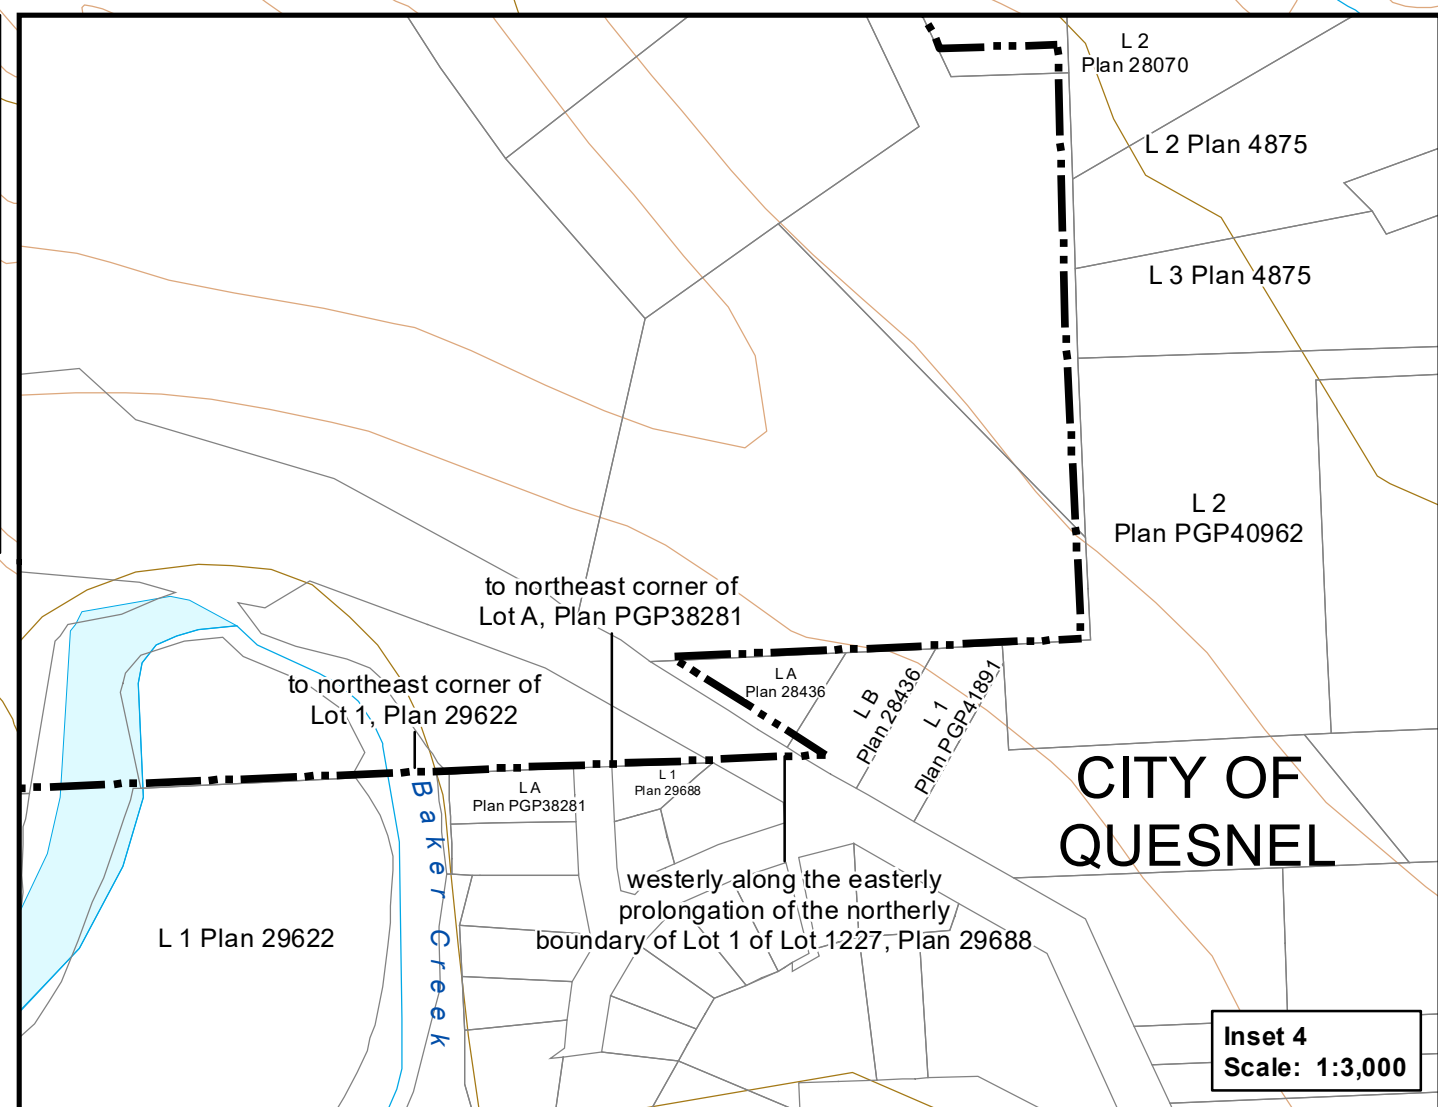 L 2
Plan 28070
L 2 Plan 4875
L 3 Plan 4875
L 2
Plan PGP40962
to northeast corner of
Lot A, Plan PGP38281
to northeast corner of
Lot 1, Plan 29622
L A
Plan 28436
L B
Plan 28436
L 1
Plan PGP41891
L A
Plan PGP38281
L 1
Plan 29688
CITY OF
QUESNEL
Baker Creek
westerly along the easterly
prolongation of the northerly
boundary of Lot 1 of Lot 1227, Plan 29688
L 1 Plan 29622
Inset 4
Scale: 1:3,000